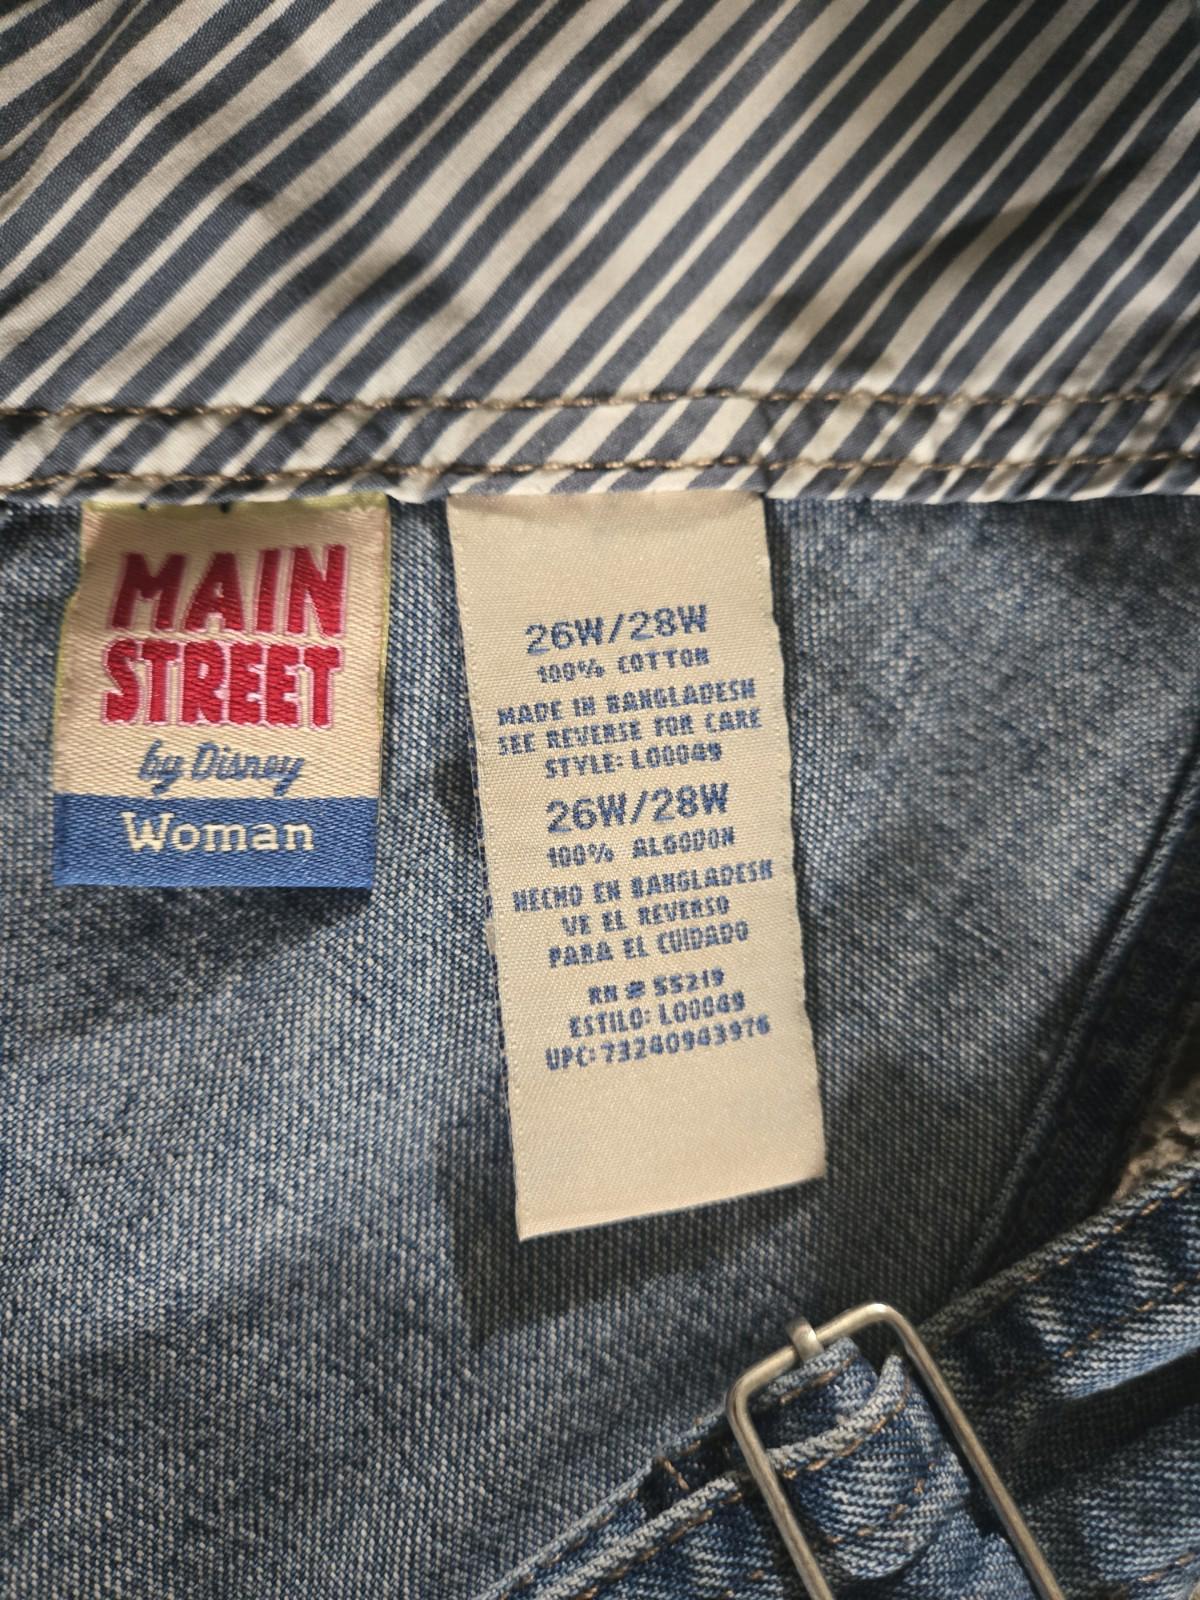 MAIN
STREET
by Disney
Woman
26W/28W
100% COTTON
MADE IN BANGLADESH
SEE REVERSE FOR CARE
STYLE: L00049
26W/28W
100% ALGODON
HECHO EN BANGLADESH
VE EL REVERSO
PARA EL CUIDADO
RN # 55219
ESTILO: L00049
UPC: 73240943976